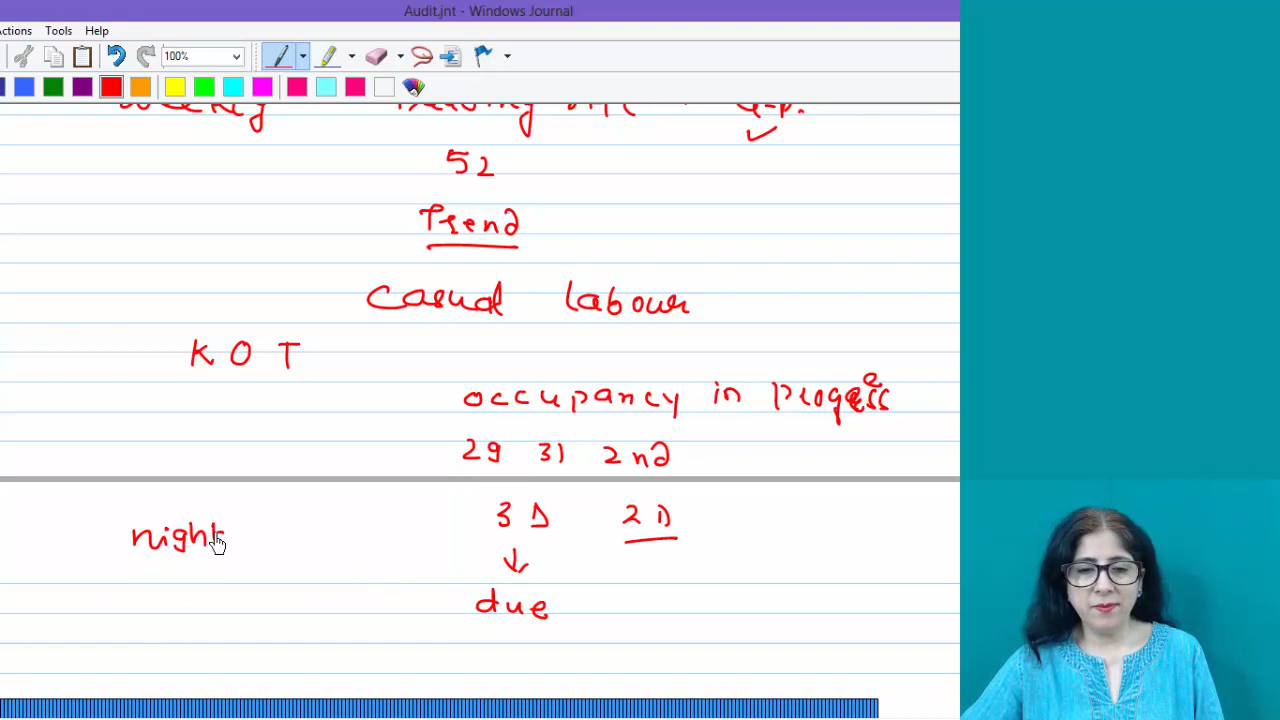 Audit.jnt - Windows Journal
Actions Tools Help
100%
52
Trend
casual labour
K O T
occupancy in progress
29 31 2nd
3 D 2 D
night
due